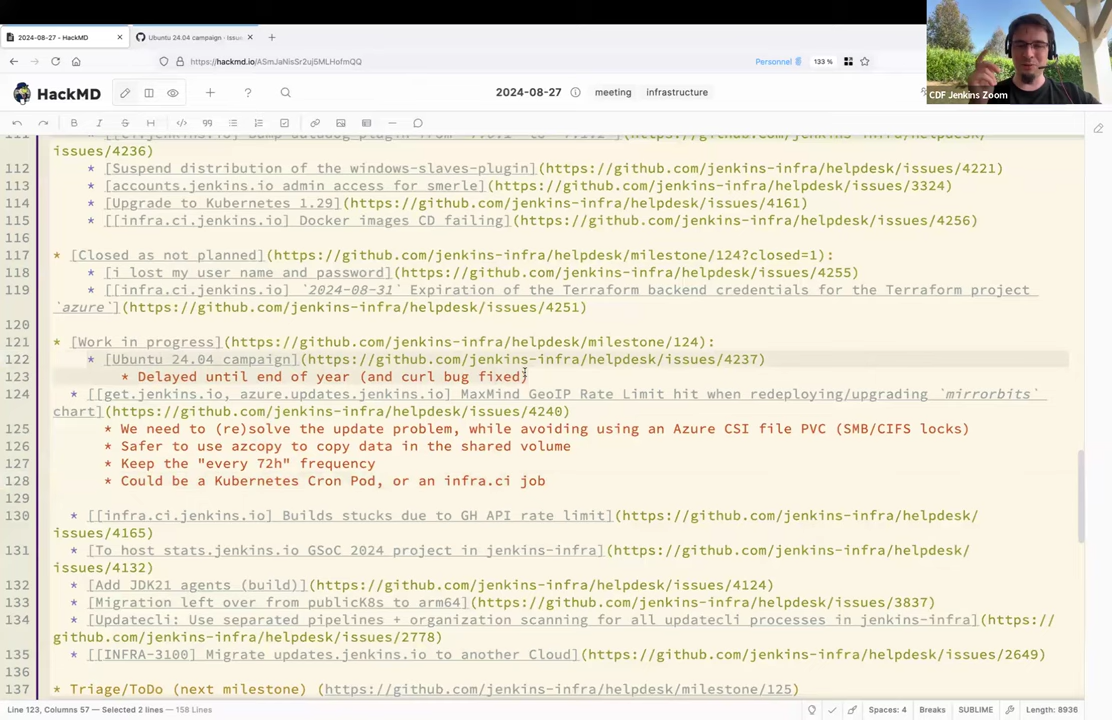 2024-08-27 - HackMD
Ubuntu 24.04 campaign · Issu
https://hackmd.io/ASmJaNisSr2uj5MLHofmQQ
Personnel
133 %
CDF Jenkins Zoom
HackMD
2024-08-27
meeting
infrastructure
issues/4236)
112 * [Suspend distribution of the windows-slaves-plugin](https://github.com/jenkins-infra/helpdesk/issues/4221)
113 * [accounts.jenkins.io admin access for smerle](https://github.com/jenkins-infra/helpdesk/issues/3324)
114 * [Upgrade to Kubernetes 1.29](https://github.com/jenkins-infra/helpdesk/issues/4161)
115 * [[infra.ci.jenkins.io] Docker images CD failing](https://github.com/jenkins-infra/helpdesk/issues/4256)
116
117 * [Closed as not planned](https://github.com/jenkins-infra/helpdesk/milestone/124?closed=1):
118 * [i lost my user name and password](https://github.com/jenkins-infra/helpdesk/issues/4255)
119 * [[infra.ci.jenkins.io] `2024-08-31` Expiration of the Terraform backend credentials for the Terraform project
`azure`](https://github.com/jenkins-infra/helpdesk/issues/4251)
120
121 * [Work in progress](https://github.com/jenkins-infra/helpdesk/milestone/124):
122 * [Ubuntu 24.04 campaign](https://github.com/jenkins-infra/helpdesk/issues/4237)
123 * Delayed until end of year (and curl bug fixed)
124 * [[get.jenkins.io, azure.updates.jenkins.io] MaxMind GeoIP Rate Limit hit when redeploying/upgrading `mirrorbits`
chart](https://github.com/jenkins-infra/helpdesk/issues/4240)
125 * We need to (re)solve the update problem, while avoiding using an Azure CSI file PVC (SMB/CIFS locks)
126 * Safer to use azcopy to copy data in the shared volume
127 * Keep the "every 72h" frequency
128 * Could be a Kubernetes Cron Pod, or an infra.ci job
129
130 * [[infra.ci.jenkins.io] Builds stucks due to GH API rate limit](https://github.com/jenkins-infra/helpdesk/
issues/4165)
131 * [To host stats.jenkins.io GSoC 2024 project in jenkins-infra](https://github.com/jenkins-infra/helpdesk/
issues/4132)
132 * [Add JDK21 agents (build)](https://github.com/jenkins-infra/helpdesk/issues/4124)
133 * [Migration left over from publicK8s to arm64](https://github.com/jenkins-infra/helpdesk/issues/3837)
134 * [Updatecli: Use separated pipelines + organization scanning for all updatecli processes in jenkins-infra](https://
github.com/jenkins-infra/helpdesk/issues/2778)
135 * [[INFRA-3100] Migrate updates.jenkins.io to another Cloud](https://github.com/jenkins-infra/helpdesk/issues/2649)
136
137 * Triage/ToDo (next milestone) (https://github.com/jenkins-infra/helpdesk/milestone/125)
Line 123, Columns 57 — Selected 2 lines — 158 Lines
Spaces: 4
Breaks
SUBLIME
Length: 8936